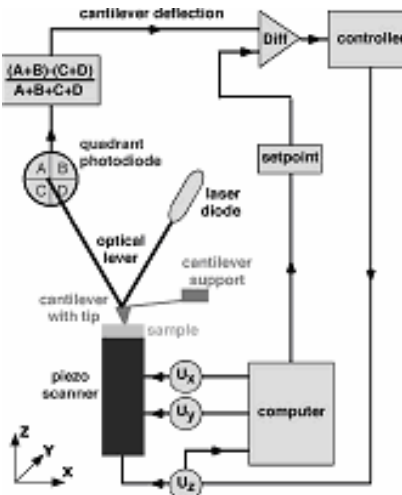 cantilever deflection
Diff
controller
(A+B)-(C+D)
A+B+C+D
quadrant
photodiode
A B
C D
setpoint
laser
diode
optical
lever
cantilever
support
cantilever
with tip
sample
piezo
scanner
Ux
Uy
computer
Uz
Z
Y
X